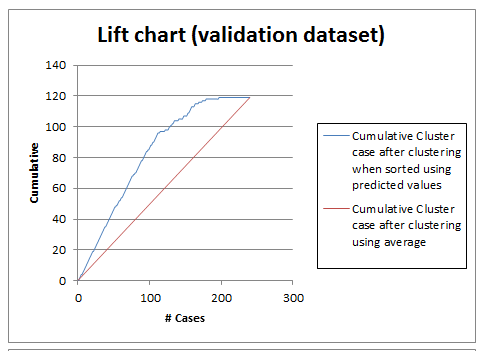 Lift chart (validation dataset)
140
120
100
80
60
40
20
0
Cumulative
0 100 200 300
# Cases
Cumulative Cluster
case after clustering
when sorted using
predicted values
Cumulative Cluster
case after clustering
using average